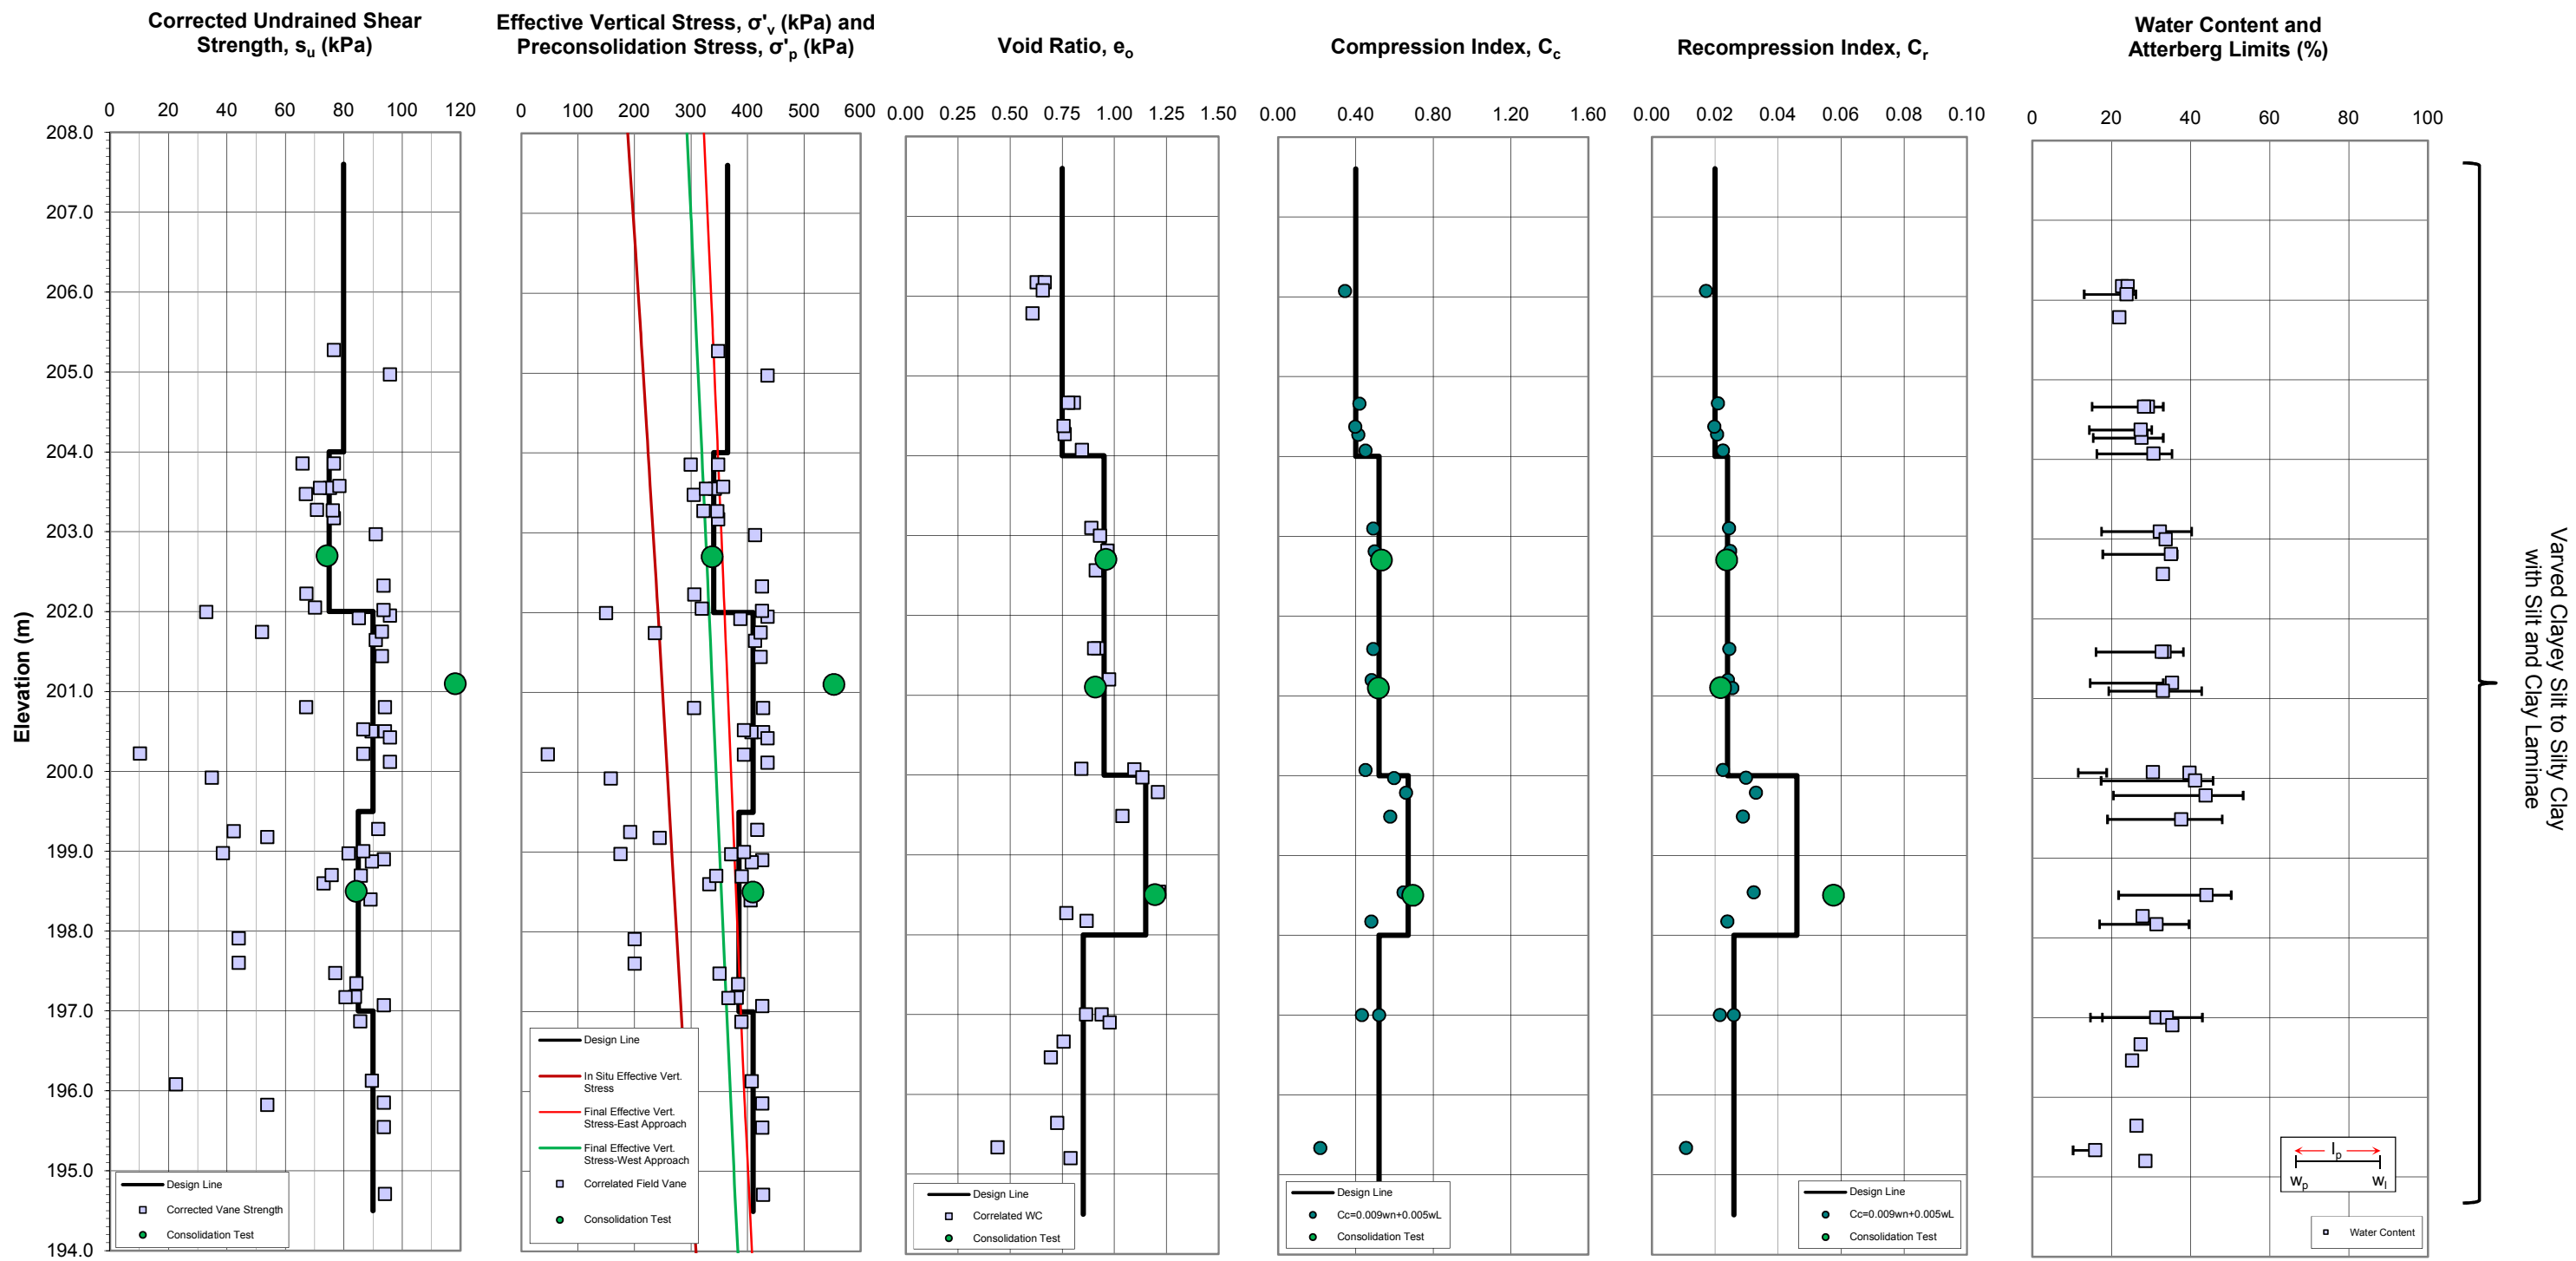 Corrected Undrained Shear
Strength, su (kPa)
0 20 40 60 80 100 120
Effective Vertical Stress, σ'v (kPa) and
Preconsolidation Stress, σ'p (kPa)
0 100 200 300 400 500 600
Void Ratio, eo
0.00 0.25 0.50 0.75 1.00 1.25 1.50
Compression Index, Cc
0.00 0.40 0.80 1.20 1.60
Recompression Index, Cr
0.00 0.02 0.04 0.06 0.08 0.10
Water Content and
Atterberg Limits (%)
0 20 40 60 80 100
Elevation (m)
208.0
207.0
206.0
205.0
204.0
203.0
202.0
201.0
200.0
199.0
198.0
197.0
196.0
195.0
194.0
Design Line
Corrected Vane Strength
Consolidation Test
Design Line
In Situ Effective Vert.
Stress
Final Effective Vert.
Stress-East Approach
Final Effective Vert.
Stress-West Approach
Correlated Field Vane
Consolidation Test
Design Line
Correlated WC
Consolidation Test
Design Line
Cc=0.009wn+0.005wL
Consolidation Test
Design Line
Cc=0.009wn+0.005wL
Consolidation Test
Ip
wp wl
Water Content
Varved Clayey Silt to Silty Clay
with Silt and Clay Laminae